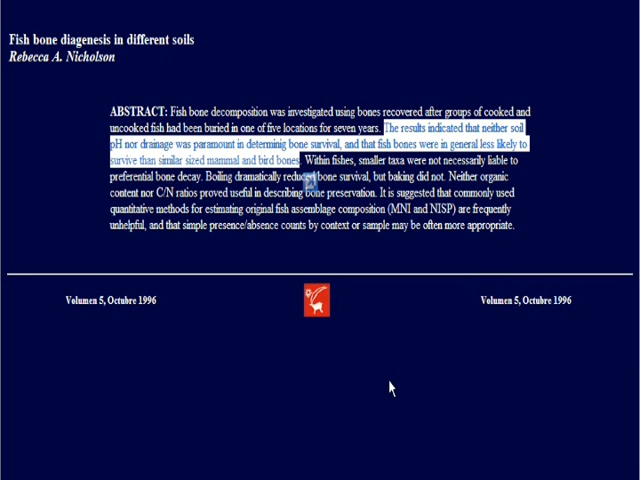 Fish bone diagenesis in different soils
Rebecca A. Nicholson
ABSTRACT: Fish bone decomposition was investigated using bones recovered after groups of cooked and
uncooked fish had been buried in one of five locations for seven years. The results indicated that neither soil
pH nor drainage was paramount in determinig bone survival, and that fish bones were in general less likely to
survive than similar sized mammal and bird bones. Within fishes, smaller taxa were not necessarily liable to
preferential bone decay. Boiling dramatically reduced bone survival, but baking did not. Neither organic
content nor C/N ratios proved useful in describing bone preservation. It is suggested that commonly used
quantitative methods for estimating original fish assemblage composition (MNI and NISP) are frequently
unhelpful, and that simple presence/absence counts by context or sample may be often more appropriate.
Volumen 5, Octubre 1996
Volumen 5, Octubre 1996